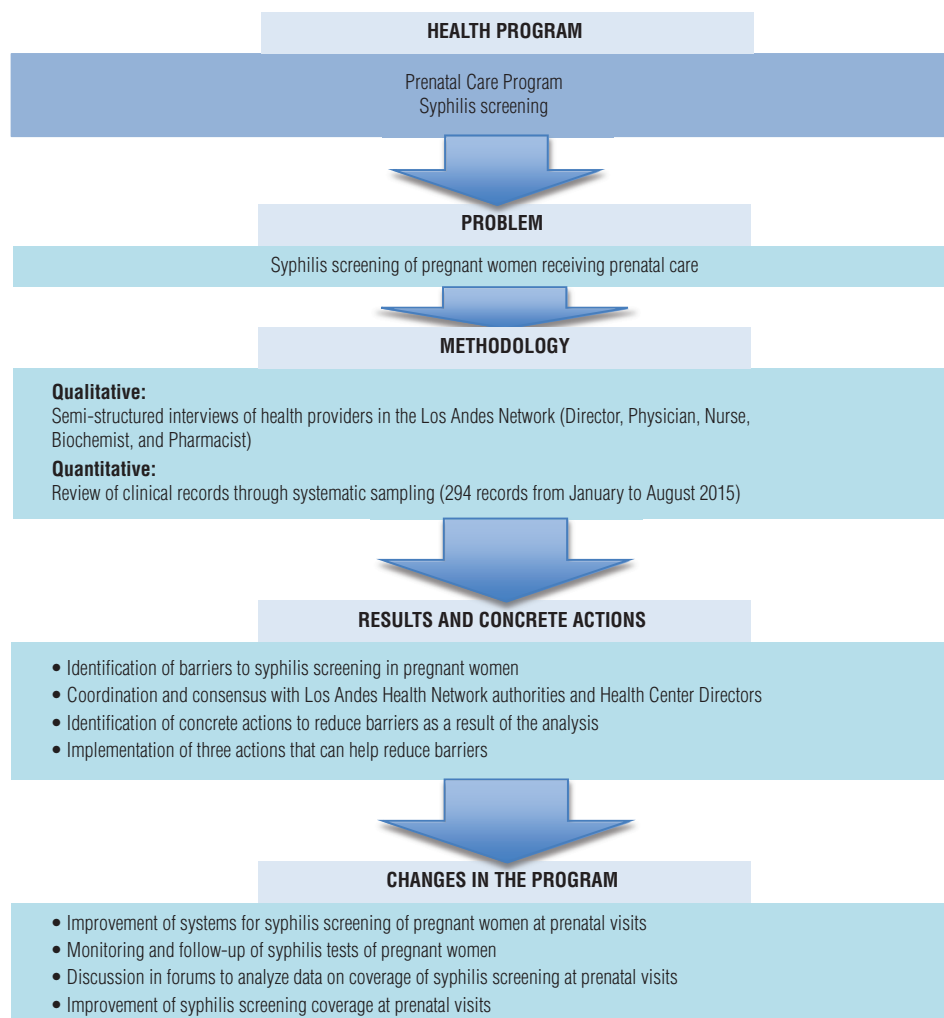 HEALTH PROGRAM
Prenatal Care Program
Syphilis screening
PROBLEM
Syphilis screening of pregnant women receiving prenatal care
METHODOLOGY
Qualitative:
Semi-structured interviews of health providers in the Los Andes Network (Director, Physician, Nurse,
Biochemist, and Pharmacist)
Quantitative:
Review of clinical records through systematic sampling (294 records from January to August 2015)
RESULTS AND CONCRETE ACTIONS
• Identification of barriers to syphilis screening in pregnant women
• Coordination and consensus with Los Andes Health Network authorities and Health Center Directors
• Identification of concrete actions to reduce barriers as a result of the analysis
• Implementation of three actions that can help reduce barriers
CHANGES IN THE PROGRAM
• Improvement of systems for syphilis screening of pregnant women at prenatal visits
• Monitoring and follow-up of syphilis tests of pregnant women
• Discussion in forums to analyze data on coverage of syphilis screening at prenatal visits
• Improvement of syphilis screening coverage at prenatal visits